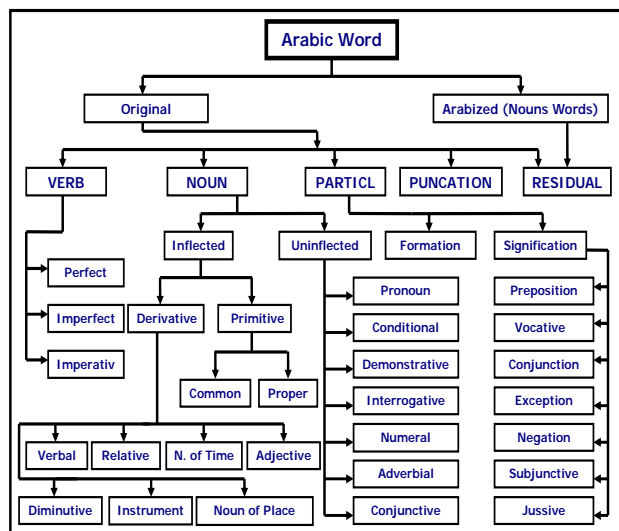 Arabic Word
Original
Arabized (Nouns Words)
VERB
NOUN
PARTICL
PUNCATION
RESIDUAL
Inflected
Uninflected
Formation
Signification
Perfect
Imperfect
Imperativ
Derivative
Primitive
Common
Proper
Verbal
Relative
N. of Time
Adjective
Diminutive
Instrument
Noun of Place
Pronoun
Conditional
Demonstrative
Interrogative
Numeral
Adverbial
Conjunctive
Preposition
Vocative
Conjunction
Exception
Negation
Subjunctive
Jussive